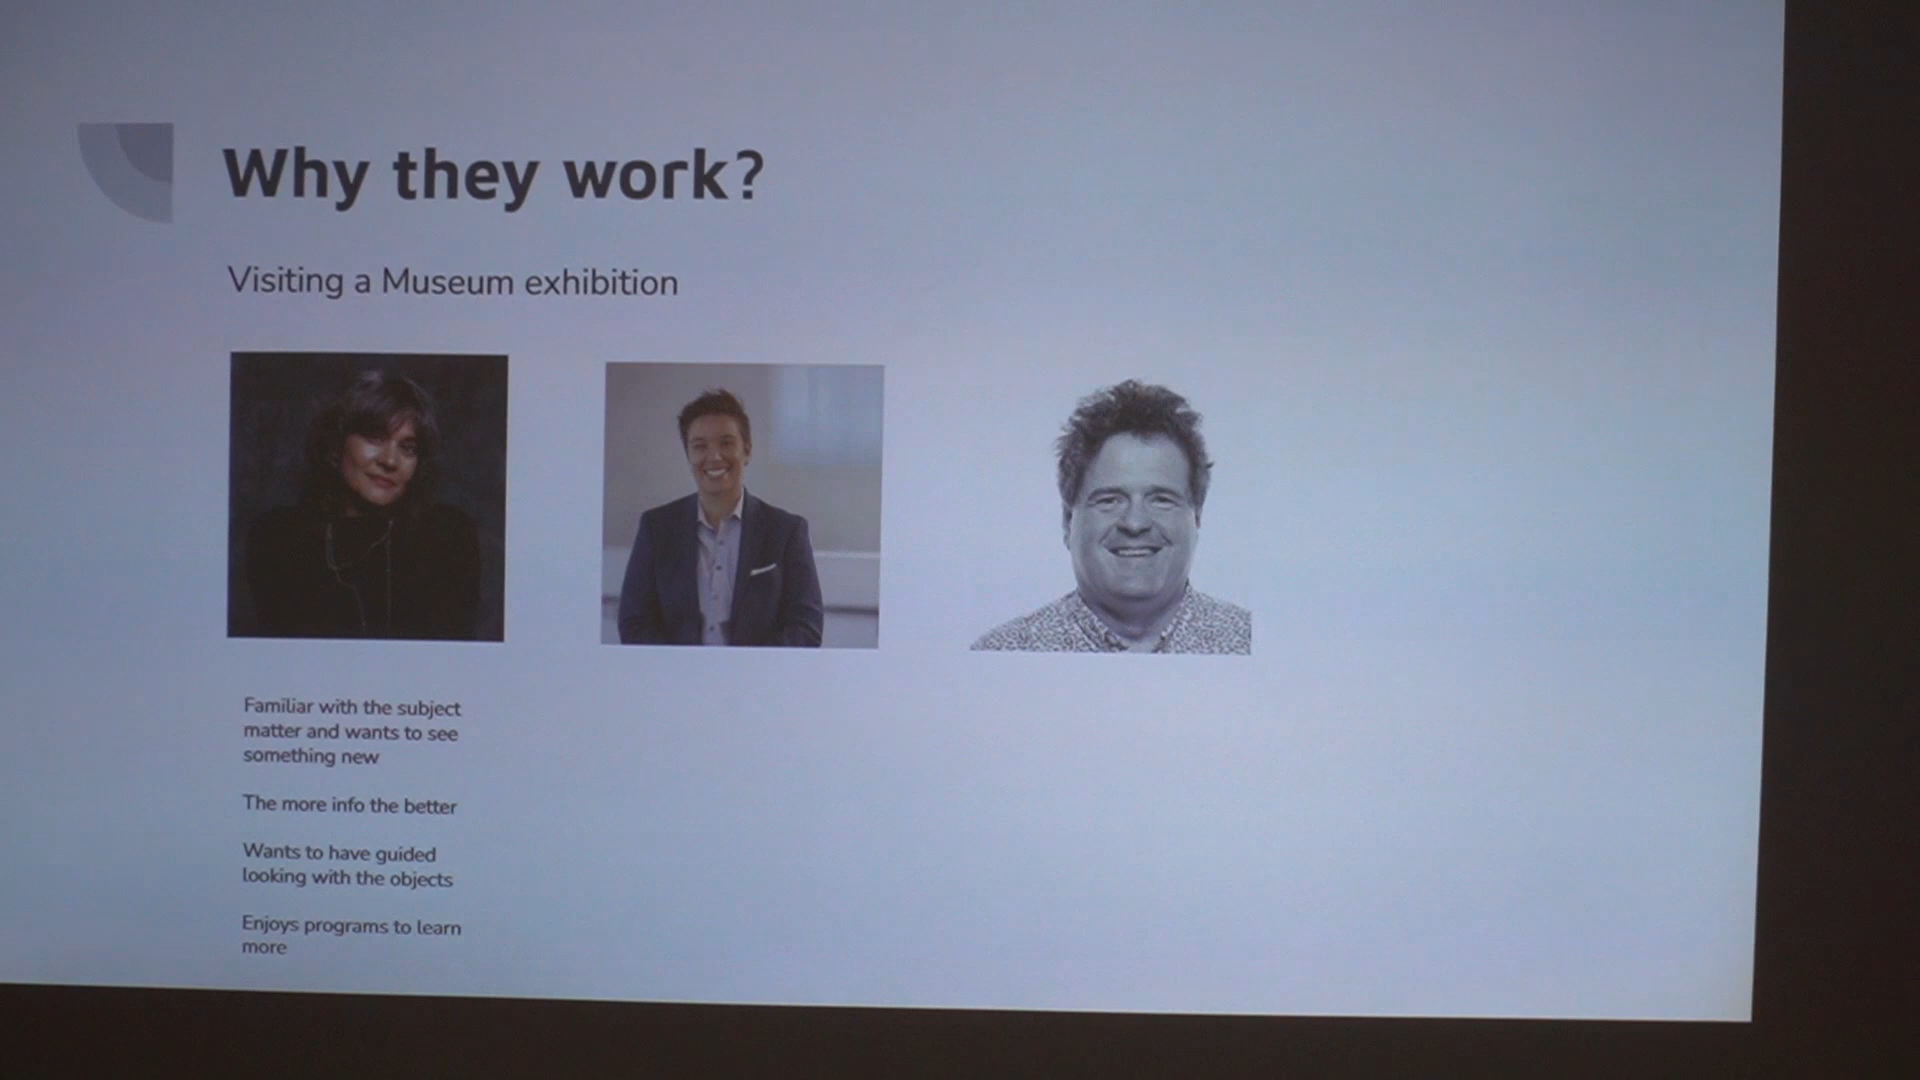 Why they work?
Visiting a Museum exhibition
Familiar with the subject
matter and wants to see
something new
The more info the better
Wants to have guided
looking with the objects
Enjoys programs to learn
more